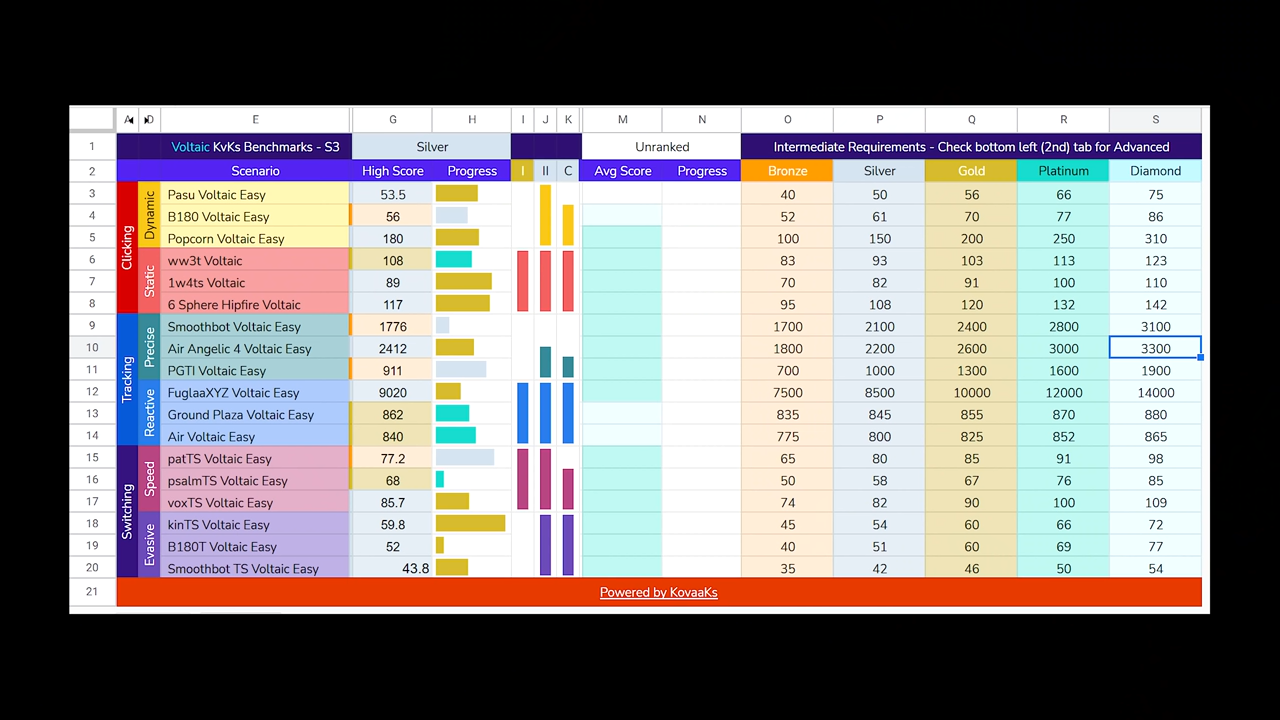 A D E G H I J K M N O P Q R S
1 Voltaic KvKs Benchmarks - S3 Silver Unranked Intermediate Requirements - Check bottom left (2nd) tab for Advanced
2 Scenario High Score Progress I II C Avg Score Progress Bronze Silver Gold Platinum Diamond
Clicking
Dynamic
3 Pasu Voltaic Easy 53.5 40 50 56 66 75
4 B180 Voltaic Easy 56 52 61 70 77 86
5 Popcorn Voltaic Easy 180 100 150 200 250 310
Static
6 ww3t Voltaic 108 83 93 103 113 123
7 1w4ts Voltaic 89 70 82 91 100 110
8 6 Sphere Hipfire Voltaic 117 95 108 120 132 142
Tracking
Precise
9 Smoothbot Voltaic Easy 1776 1700 2100 2400 2800 3100
10 Air Angelic 4 Voltaic Easy 2412 1800 2200 2600 3000 3300
11 PGTI Voltaic Easy 911 700 1000 1300 1600 1900
Reactive
12 FuglaaXYZ Voltaic Easy 9020 7500 8500 10000 12000 14000
13 Ground Plaza Voltaic Easy 862 835 845 855 870 880
14 Air Voltaic Easy 840 775 800 825 852 865
Switching
Speed
15 patTS Voltaic Easy 77.2 65 80 85 91 98
16 psalmTS Voltaic Easy 68 50 58 67 76 85
17 voxTS Voltaic Easy 85.7 74 82 90 100 109
Evasive
18 kinTS Voltaic Easy 59.8 45 54 60 66 72
19 B180T Voltaic Easy 52 40 51 60 69 77
20 Smoothbot TS Voltaic Easy 43.8 35 42 46 50 54
21 Powered by KovaaKs